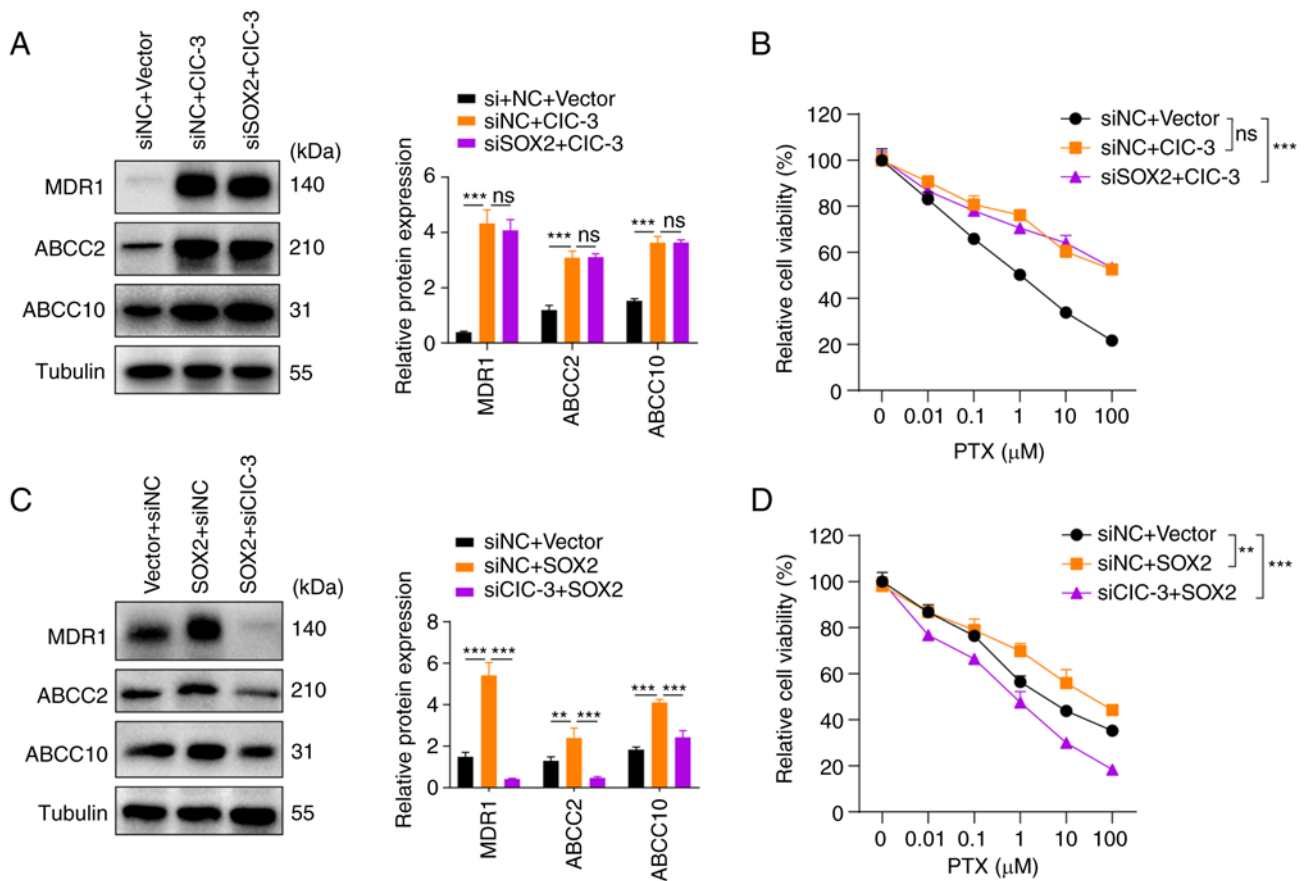 A
siNC+Vector
siNC+ClC-3
siSOX2+ClC-3
(kDa)
MDR1
140
ABCC2
210
ABCC10
31
Tubulin
55
si+NC+Vector
siNC+ClC-3
siSOX2+ClC-3
Relative protein expression
6
4
2
0
*** ns
*** ns
*** ns
MDR1
ABCC2
ABCC10
B
siNC+Vector
siNC+ClC-3
siSOX2+ClC-3
ns
***
Relative cell viability (%)
120
100
80
60
40
20
0
0 0.01 0.1 1 10 100
PTX (μM)
C
Vector+siNC
SOX2+siNC
SOX2+siClC-3
(kDa)
MDR1
140
ABCC2
210
ABCC10
31
Tubulin
55
siNC+Vector
siNC+SOX2
siClC-3+SOX2
Relative protein expression
8
6
4
2
0
*** ***
** ***
*** ***
MDR1
ABCC2
ABCC10
D
siNC+Vector
siNC+SOX2
siClC-3+SOX2
**
***
Relative cell viability (%)
120
100
80
60
40
20
0
0 0.01 0.1 1 10 100
PTX (μM)